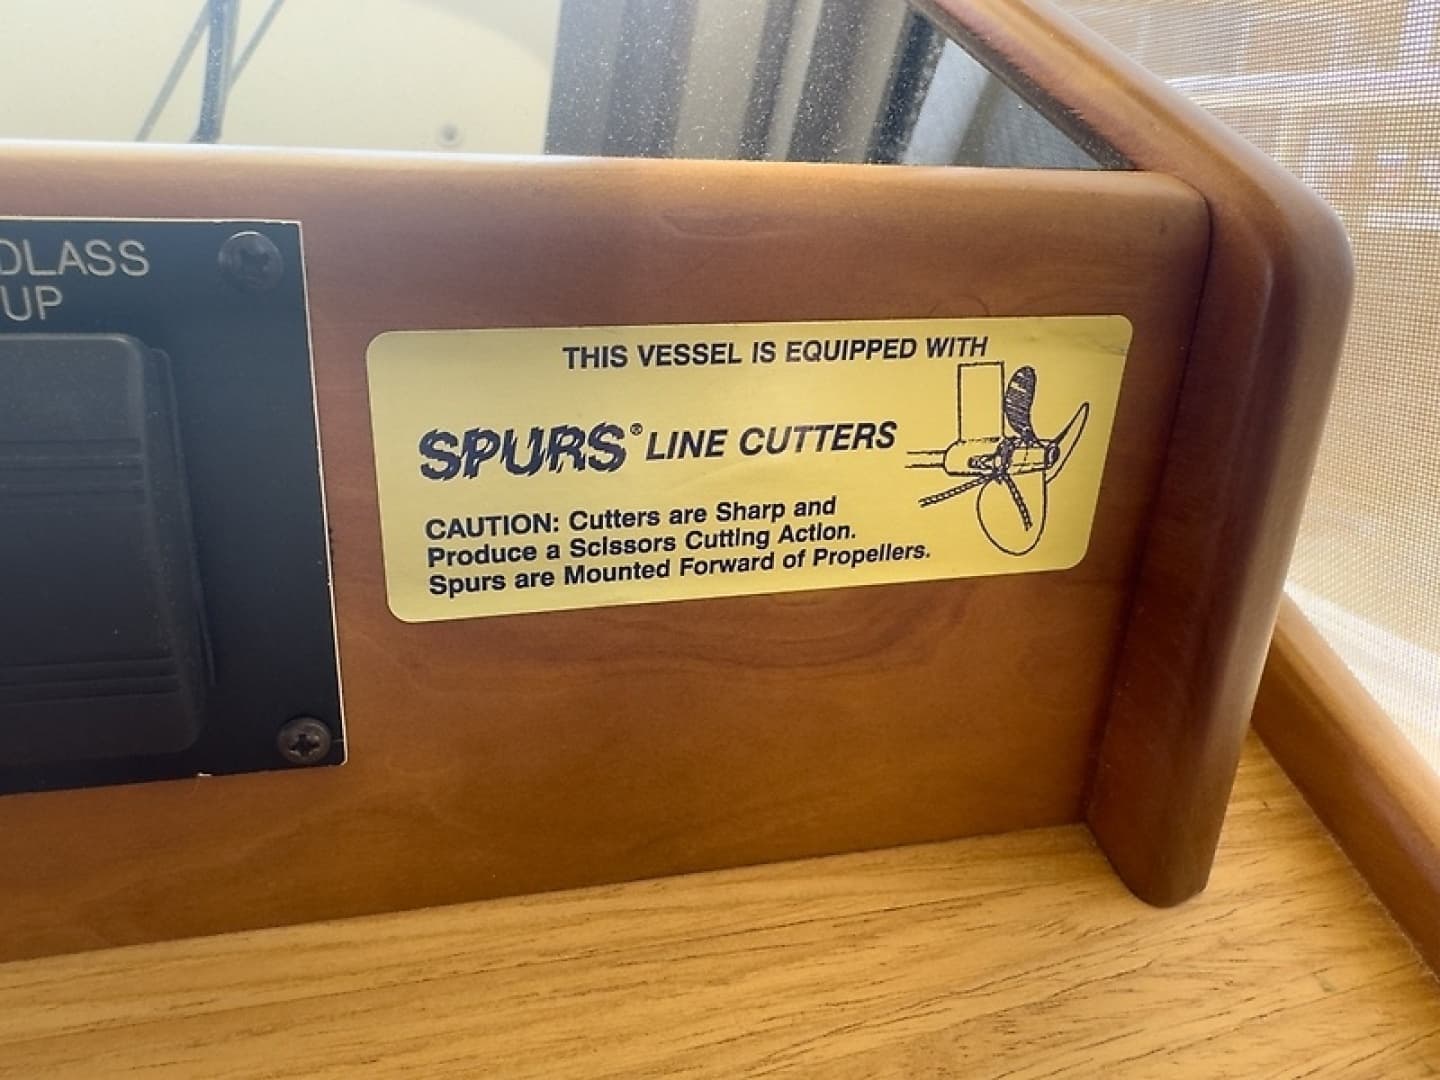 DLASS
UP
THIS VESSEL IS EQUIPPED WITH
SPURS® LINE CUTTERS
CAUTION: Cutters are Sharp and
Produce a Scissors Cutting Action.
Spurs are Mounted Forward of Propellers.